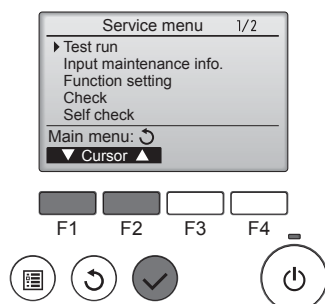 Service menu 1/2
Test run
Input maintenance info.
Function setting
Check
Self check
Main menu:
Cursor
F1 F2 F3 F4